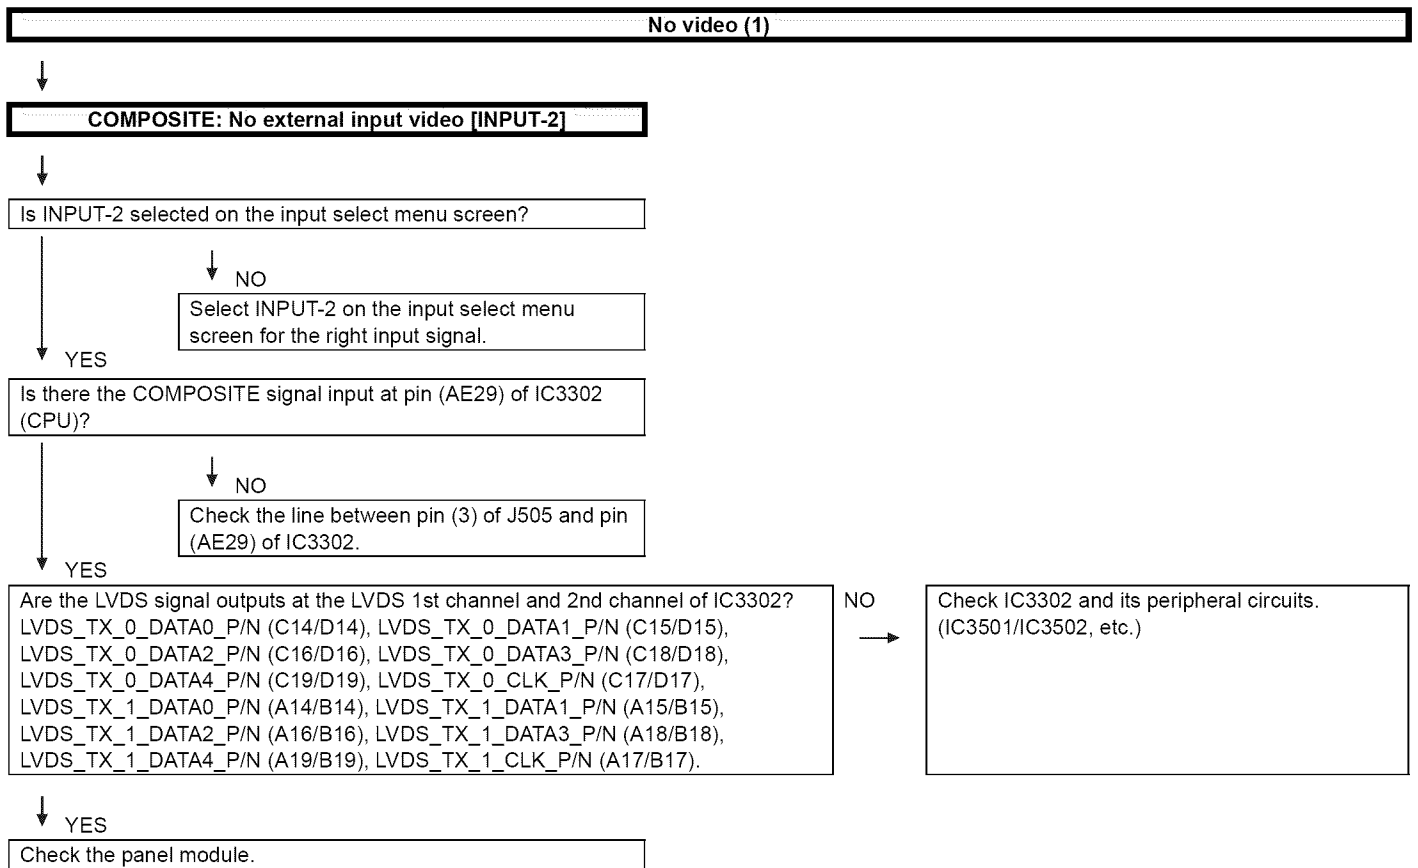 No video (1)
COMPOSITE: No external input video [INPUT-2]
Is INPUT-2 selected on the input select menu screen?
NO
Select INPUT-2 on the input select menu
screen for the right input signal.
YES
Is there the COMPOSITE signal input at pin (AE29) of IC3302
(CPU)?
NO
Check the line between pin (3) of J505 and pin
(AE29) of IC3302.
YES
Are the LVDS signal outputs at the LVDS 1st channel and 2nd channel of IC3302?
LVDS_TX_0_DATA0_P/N (C14/D14), LVDS_TX_0_DATA1_P/N (C15/D15),
LVDS_TX_0_DATA2_P/N (C16/D16), LVDS_TX_0_DATA3_P/N (C18/D18),
LVDS_TX_0_DATA4_P/N (C19/D19), LVDS_TX_0_CLK_P/N (C17/D17),
LVDS_TX_1_DATA0_P/N (A14/B14), LVDS_TX_1_DATA1_P/N (A15/B15),
LVDS_TX_1_DATA2_P/N (A16/B16), LVDS_TX_1_DATA3_P/N (A18/B18),
LVDS_TX_1_DATA4_P/N (A19/B19), LVDS_TX_1_CLK_P/N (A17/B17).
NO
Check IC3302 and its peripheral circuits.
(IC3501/IC3502, etc.)
YES
Check the panel module.